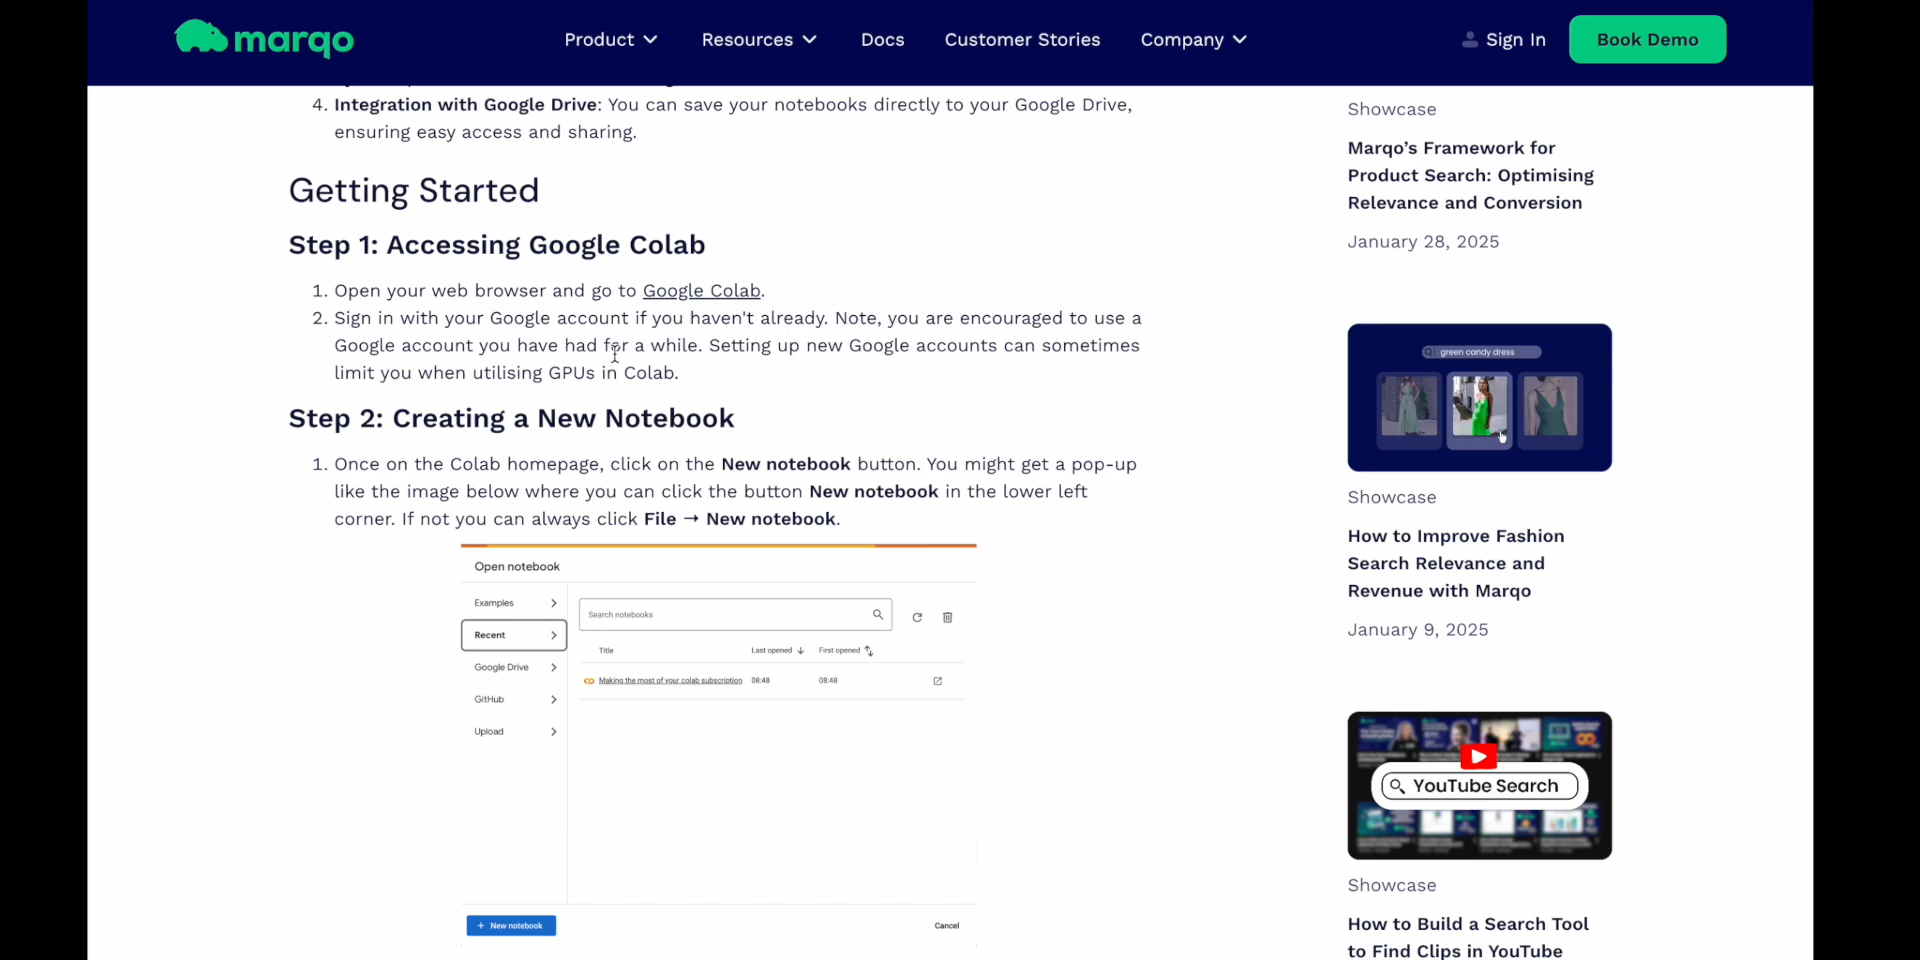 marqo
Product
Resources
Docs
Customer Stories
Company
Sign In
Book Demo
4. Integration with Google Drive: You can save your notebooks directly to your Google Drive,
ensuring easy access and sharing.
Getting Started
Step 1: Accessing Google Colab
1. Open your web browser and go to Google Colab.
2. Sign in with your Google account if you haven't already. Note, you are encouraged to use a
Google account you have had for a while. Setting up new Google accounts can sometimes
limit you when utilising GPUs in Colab.
Step 2: Creating a New Notebook
1. Once on the Colab homepage, click on the New notebook button. You might get a pop-up
like the image below where you can click the button New notebook in the lower left
corner. If not you can always click File → New notebook.
Open notebook
Examples
Recent
Google Drive
GitHub
Upload
Search notebooks
Title Last opened First opened
Making the most of your colab subscription 08:48 08:48
+ New notebook
Cancel
Showcase
Marqo’s Framework for
Product Search: Optimising
Relevance and Conversion
January 28, 2025
green candy dress
Showcase
How to Improve Fashion
Search Relevance and
Revenue with Marqo
January 9, 2025
YouTube Search
Showcase
How to Build a Search Tool
to Find Clips in YouTube